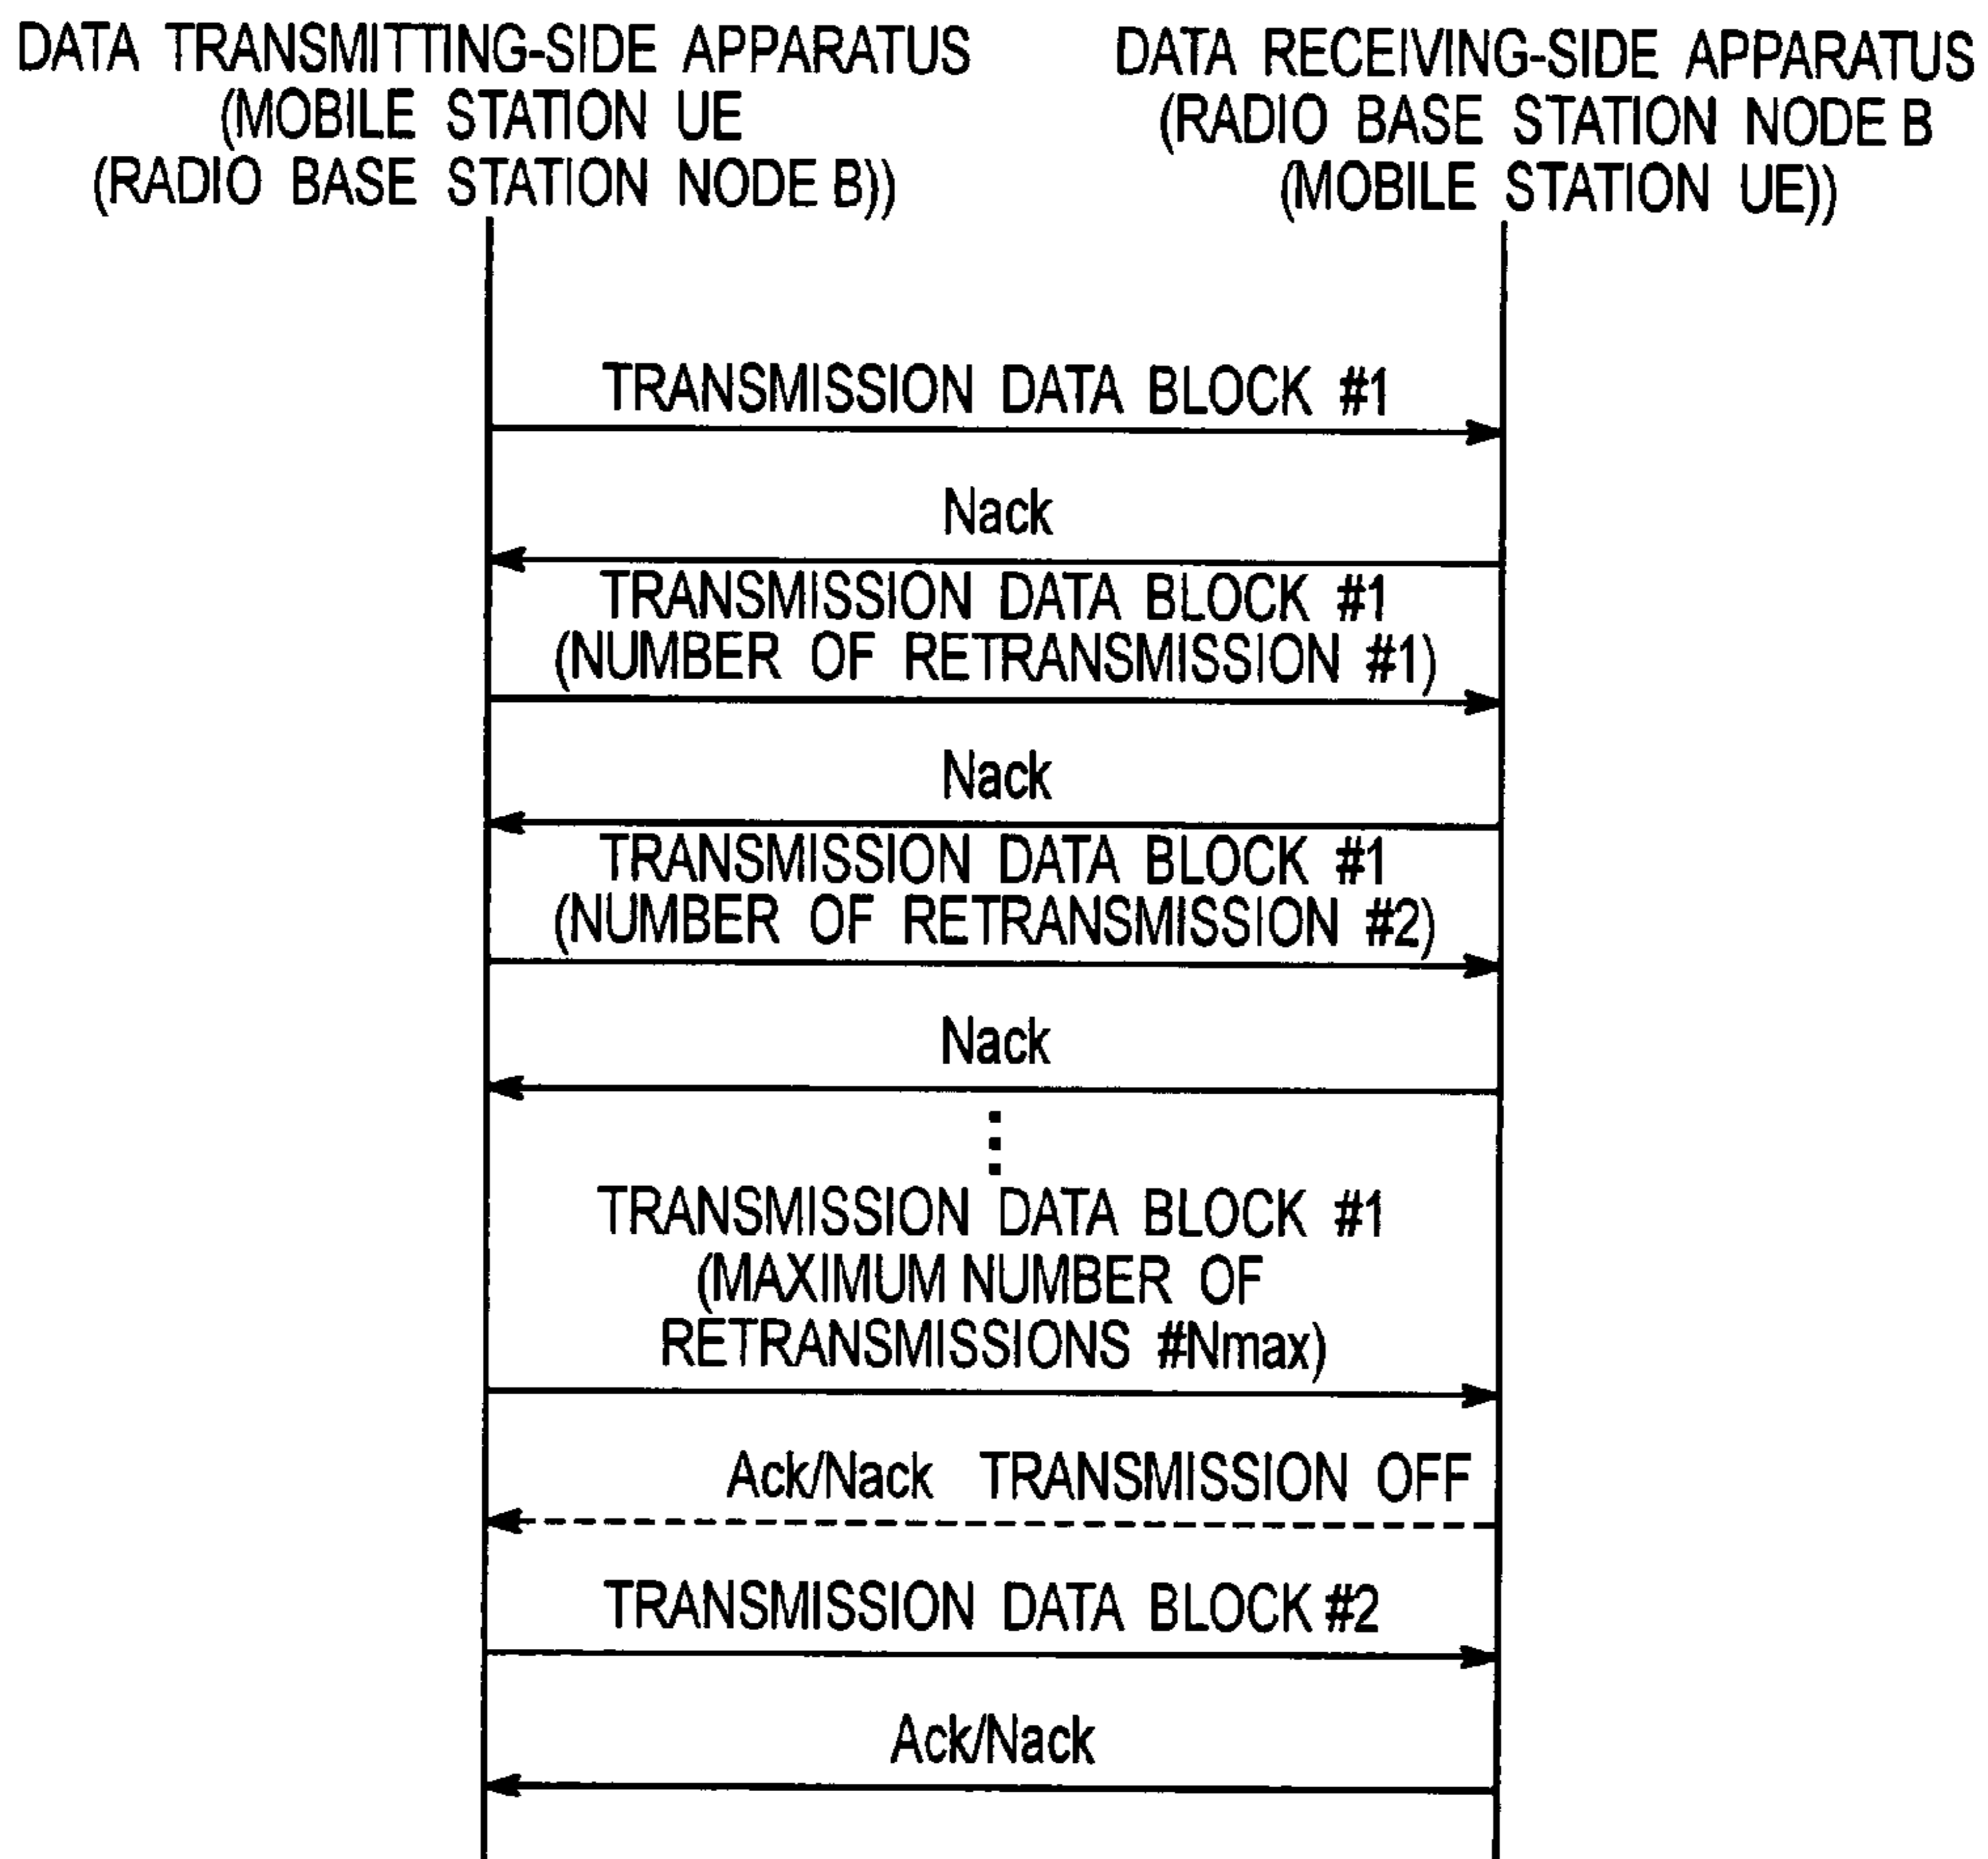 DATA TRANSMITTING-SIDE APPARATUS
(MOBILE STATION UE
(RADIO BASE STATION NODE B))
DATA RECEIVING-SIDE APPARATUS
(RADIO BASE STATION NODE B
(MOBILE STATION UE))
TRANSMISSION DATA BLOCK #1
Nack
TRANSMISSION DATA BLOCK #1
(NUMBER OF RETRANSMISSION #1)
Nack
TRANSMISSION DATA BLOCK #1
(NUMBER OF RETRANSMISSION #2)
Nack
TRANSMISSION DATA BLOCK #1
(MAXIMUM NUMBER OF
RETRANSMISSIONS #Nmax)
Ack/Nack TRANSMISSION OFF
TRANSMISSION DATA BLOCK #2
Ack/Nack